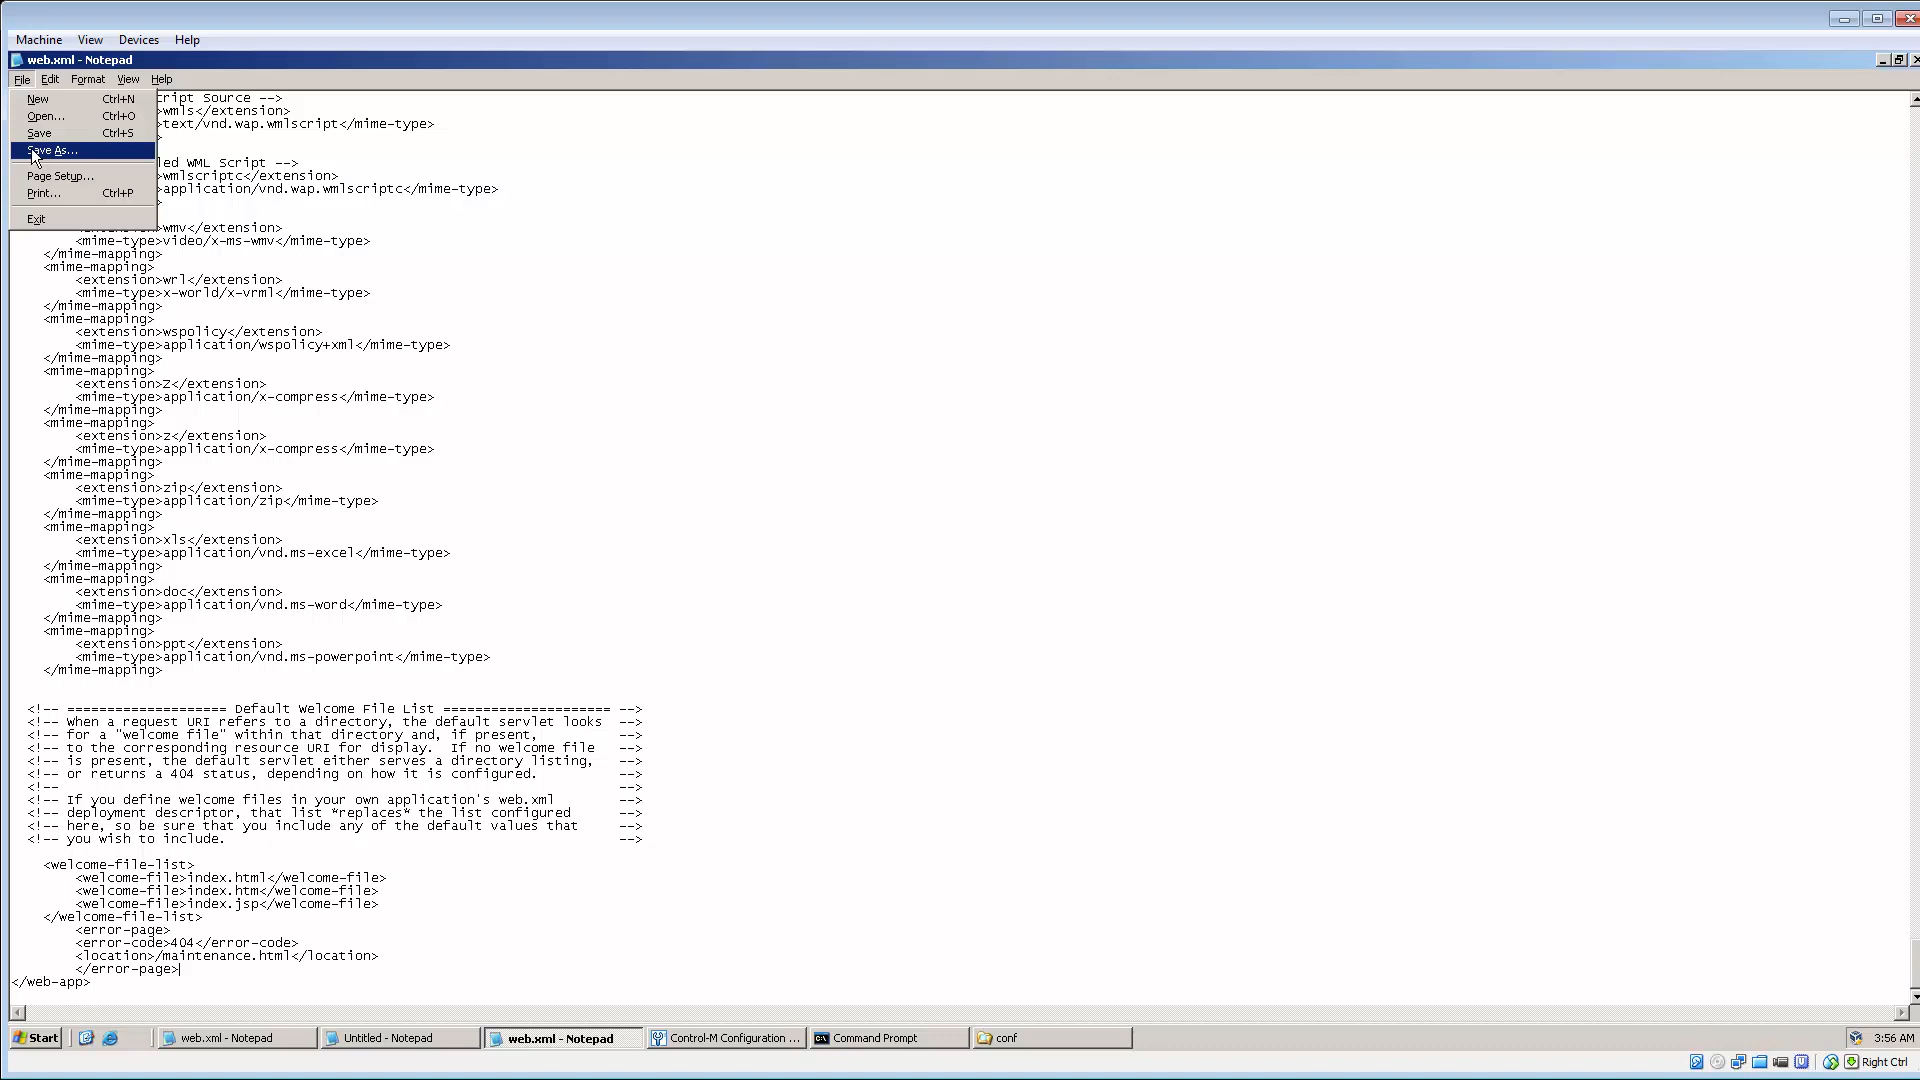 Machine View Devices Help
web.xml - Notepad
File Edit Format View Help
New Ctrl+N
Open... Ctrl+O
Save Ctrl+S
Save As...
Page Setup...
Print... Ctrl+P
Exit
cript Source -->
>wmls</extension>
>text/vnd.wap.wmlscript</mime-type>
>
led WML Script -->
>wmlscriptc</extension>
>application/vnd.wap.wmlscriptc</mime-type>
>
>wmv</extension>
<mime-type>video/x-ms-wmv</mime-type>
</mime-mapping>
<mime-mapping>
<extension>wrl</extension>
<mime-type>x-world/x-vrml</mime-type>
</mime-mapping>
<mime-mapping>
<extension>wspolicy</extension>
<mime-type>application/wspolicy+xml</mime-type>
</mime-mapping>
<mime-mapping>
<extension>Z</extension>
<mime-type>application/x-compress</mime-type>
</mime-mapping>
<mime-mapping>
<extension>z</extension>
<mime-type>application/x-compress</mime-type>
</mime-mapping>
<mime-mapping>
<extension>zip</extension>
<mime-type>application/zip</mime-type>
</mime-mapping>
<mime-mapping>
<extension>xls</extension>
<mime-type>application/vnd.ms-excel</mime-type>
</mime-mapping>
<mime-mapping>
<extension>doc</extension>
<mime-type>application/vnd.ms-word</mime-type>
</mime-mapping>
<mime-mapping>
<extension>ppt</extension>
<mime-type>application/vnd.ms-powerpoint</mime-type>
</mime-mapping>
<!-- ==================== Default Welcome File List ===================== -->
<!-- When a request URI refers to a directory, the default servlet looks -->
<!-- for a "welcome file" within that directory and, if present, -->
<!-- to the corresponding resource URI for display. If no welcome file -->
<!-- is present, the default servlet either serves a directory listing, -->
<!-- or returns a 404 status, depending on how it is configured. -->
<!-- -->
<!-- If you define welcome files in your own application's web.xml -->
<!-- deployment descriptor, that list *replaces* the list configured -->
<!-- here, so be sure that you include any of the default values that -->
<!-- you wish to include. -->
<welcome-file-list>
<welcome-file>index.html</welcome-file>
<welcome-file>index.htm</welcome-file>
<welcome-file>index.jsp</welcome-file>
</welcome-file-list>
<error-page>
<error-code>404</error-code>
<location>/maintenance.html</location>
</error-page>
</web-app>
Start web.xml - Notepad Untitled - Notepad web.xml - Notepad Control-M Configuration ... Command Prompt conf 3:56 AM
Right Ctrl